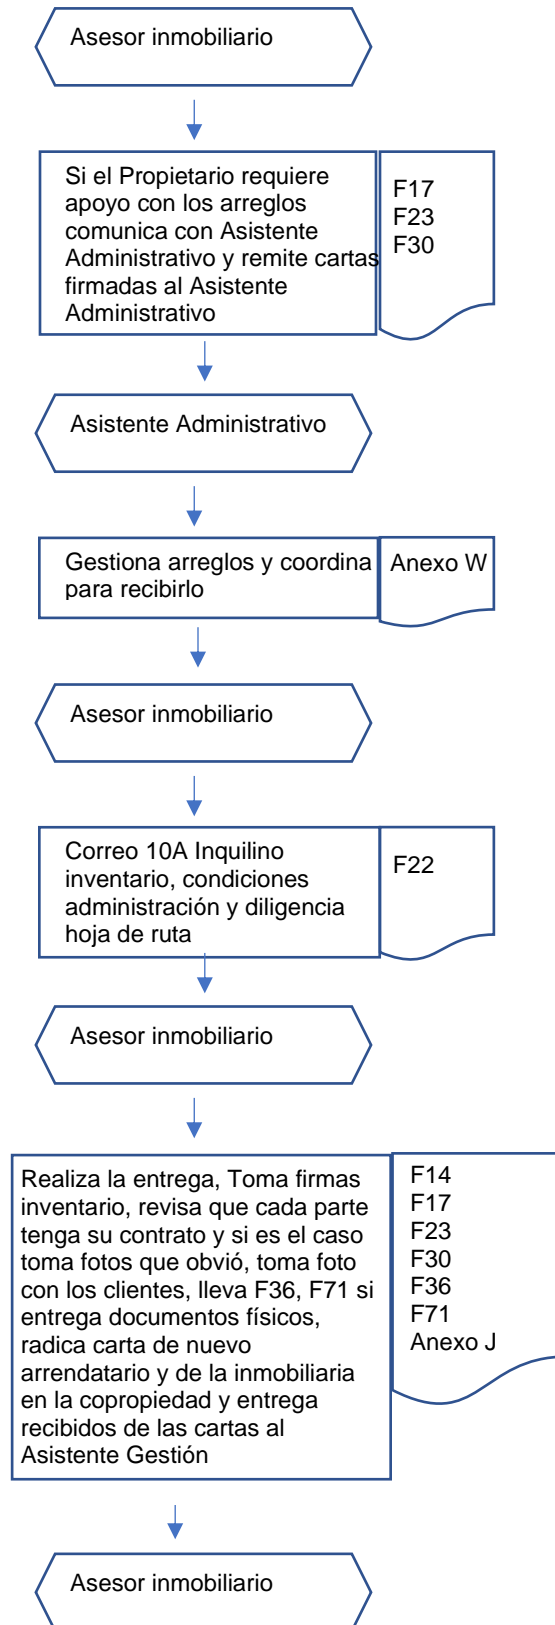 Asesor inmobiliario
Si el Propietario requiere
apoyo con los arreglos
comunica con Asistente
Administrativo y remite cartas
firmadas al Asistente
Administrativo
F17
F23
F30
Asistente Administrativo
Gestiona arreglos y coordina
para recibirlo
Anexo W
Asesor inmobiliario
Correo 10A Inquilino
inventario, condiciones
administración y diligencia
hoja de ruta
F22
Asesor inmobiliario
Realiza la entrega, Toma firmas
inventario, revisa que cada parte
tenga su contrato y si es el caso
toma fotos que obvió, toma foto
con los clientes, lleva F36, F71 si
entrega documentos físicos,
radica carta de nuevo
arrendatario y de la inmobiliaria
en la copropiedad y entrega
recibidos de las cartas al
Asistente Gestión
F14
F17
F23
F30
F36
F71
Anexo J
Asesor inmobiliario